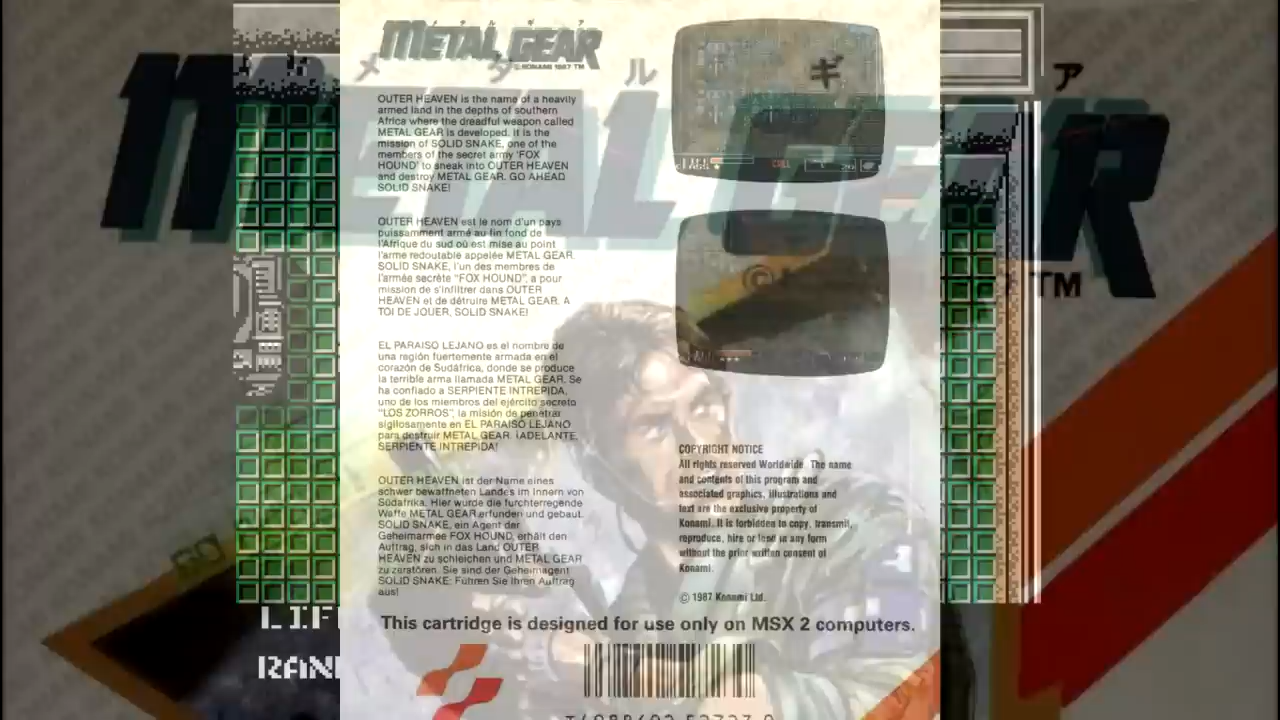 METAL GEAR
© KONAMI 1987 TM
メ タ ル ギ ア
METAL GEAR
TM
OUTER HEAVEN is the name of a heavily
armed land in the depths of southern
Africa where the dreadful weapon called
METAL GEAR is developed. It is the
mission of SOLID SNAKE, one of the
members of the secret army 'FOX
HOUND' to sneak into OUTER HEAVEN
and destroy METAL GEAR. GO AHEAD
SOLID SNAKE!
OUTER HEAVEN est le nom d'un pays
puissamment armé au fin fond de
l'Afrique du sud où est mise au point
l'arme redoutable appelée METAL GEAR.
SOLID SNAKE, l'un des membres de
l'armée secrète "FOX HOUND", a pour
mission de s'infiltrer dans OUTER
HEAVEN et de détruire METAL GEAR. A
TOI DE JOUER, SOLID SNAKE!
EL PARAISO LEJANO es el nombre de
una región fuertemente armada en el
corazón de Sudáfrica, donde se produce
la terrible arma llamada METAL GEAR. Se
ha confiado a SERPIENTE INTREPIDA,
uno de los miembros del ejército secreto
"LOS ZORROS", la misión de penetrar
sigilosamente en EL PARAISO LEJANO
para destruir METAL GEAR. ¡ADELANTE,
SERPIENTE INTREPIDA!
OUTER HEAVEN ist der Name eines
schwer bewaffneten Landes im Innern von
Südafrika. Hier wurde die furchterregende
Waffe METAL GEAR erfunden und gebaut.
SOLID SNAKE, ein Agent der
Geheimarmee FOX HOUND, erhält den
Auftrag, sich in das Land OUTER
HEAVEN zu schleichen und METAL GEAR
zu zerstören. Sie sind der Geheimagent
SOLID SNAKE: Führen Sie Ihren Auftrag
aus!
COPYRIGHT NOTICE
All rights reserved Worldwide. The name
and contents of this program and
associated graphics, illustrations and
text are the exclusive property of
Konami. It is forbidden to copy, transmit,
reproduce, hire or lend in any form
without the prior written consent of
Konami.
© 1987 Konami Ltd.
This cartridge is designed for use only on MSX 2 computers.